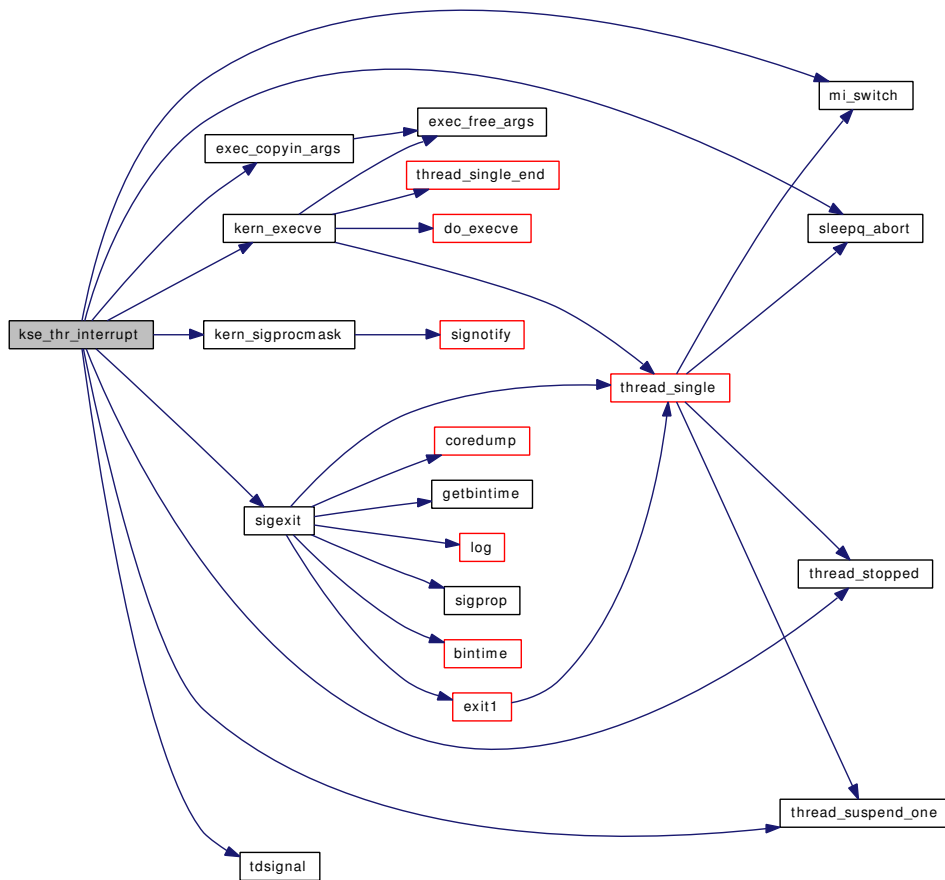 mi_switch
exec_free_args
exec_copyin_args
thread_single_end
kern_execve
do_execve
sleepq_abort
kse_thr_interrupt
kern_sigprocmask
signotify
thread_single
coredump
getbintime
sigexit
log
thread_stopped
sigprop
bintime
exit1
thread_suspend_one
tdsignal